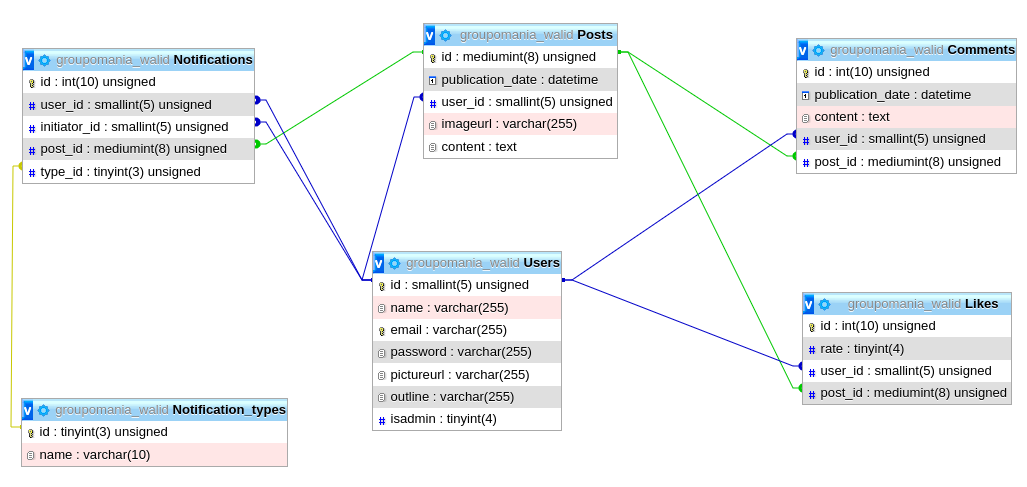 v groupomania_walid Notifications
id : int(10) unsigned
user_id : smallint(5) unsigned
initiator_id : smallint(5) unsigned
post_id : mediumint(8) unsigned
type_id : tinyint(3) unsigned
v groupomania_walid Posts
id : mediumint(8) unsigned
publication_date : datetime
user_id : smallint(5) unsigned
imageurl : varchar(255)
content : text
v groupomania_walid Comments
id : int(10) unsigned
publication_date : datetime
content : text
user_id : smallint(5) unsigned
post_id : mediumint(8) unsigned
v groupomania_walid Users
id : smallint(5) unsigned
name : varchar(255)
email : varchar(255)
password : varchar(255)
pictureurl : varchar(255)
outline : varchar(255)
isadmin : tinyint(4)
v groupomania_walid Likes
id : int(10) unsigned
rate : tinyint(4)
user_id : smallint(5) unsigned
post_id : mediumint(8) unsigned
v groupomania_walid Notification_types
id : tinyint(3) unsigned
name : varchar(10)